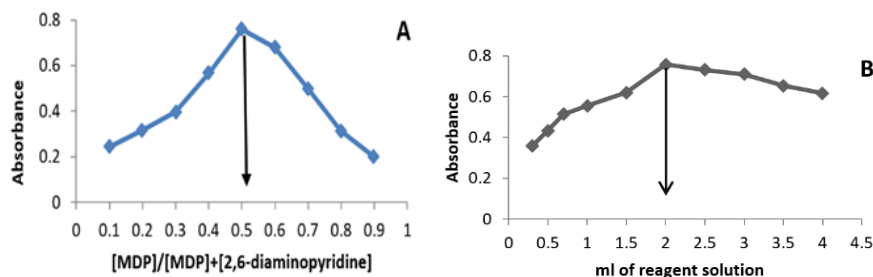 A
Absorbance
0.8
0.6
0.4
0.2
0
0 0.1 0.2 0.3 0.4 0.5 0.6 0.7 0.8 0.9 1
[MDP]/[MDP]+[2,6-diaminopyridine]
B
Absorbance
0.8
0.6
0.4
0.2
0
0 0.5 1 1.5 2 2.5 3 3.5 4 4.5
ml of reagent solution